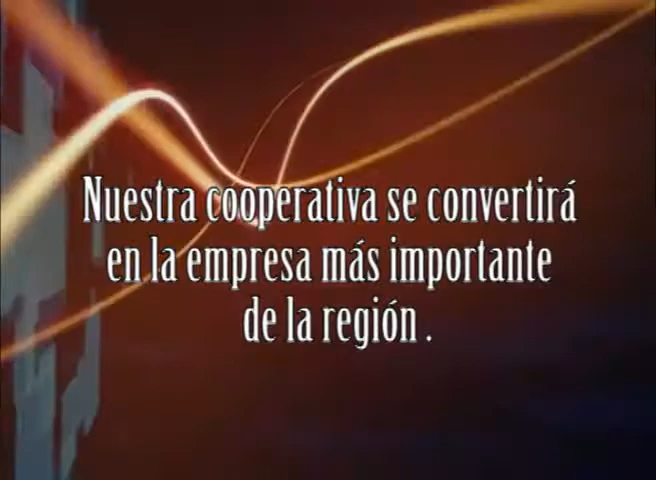 Nuestra cooperativa se convertirá
en la empresa más importante
de la región .